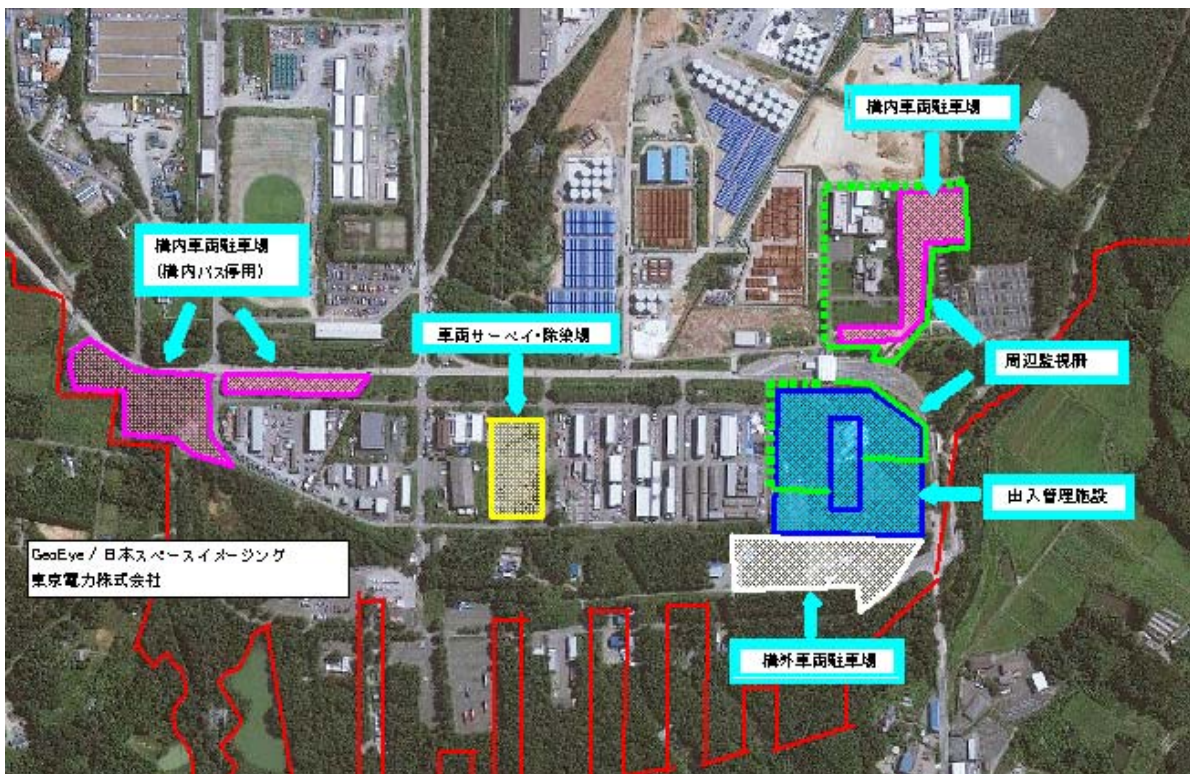 構内車両駐車場
構内車両駐車場
(構内バス停用)
車両サーベイ・除染場
周辺監視柵
出入管理施設
GeoEye / 日本スペースイメージング
東京電力株式会社
構外車両駐車場